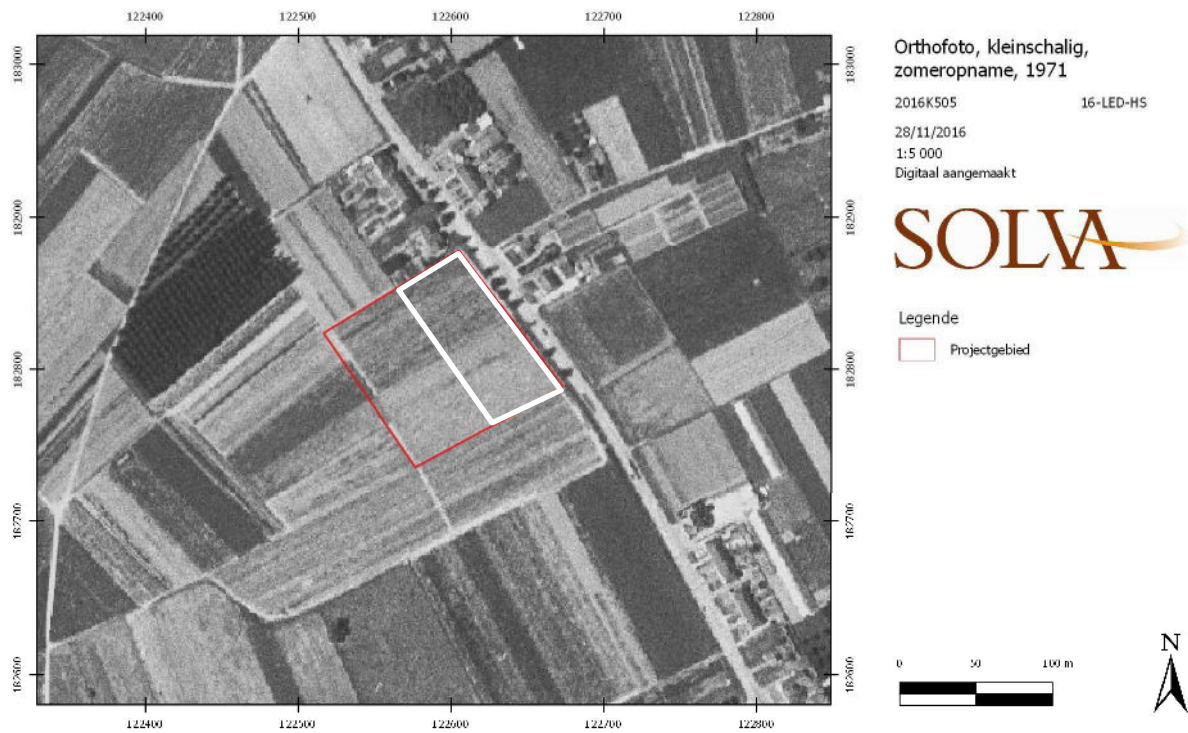 122400 122500 122600 122700 122800
183000 183000
182900 182900
182800 182800
182700 182700
182600 182600
122400 122500 122600 122700 122800
Orthofoto, kleinschalig,
zomeropname, 1971
2016K505 16-LED-HS
28/11/2016
1:5 000
Digitaal aangemaakt
SOLVA
Legende
Projectgebied
N
0 50 100 m